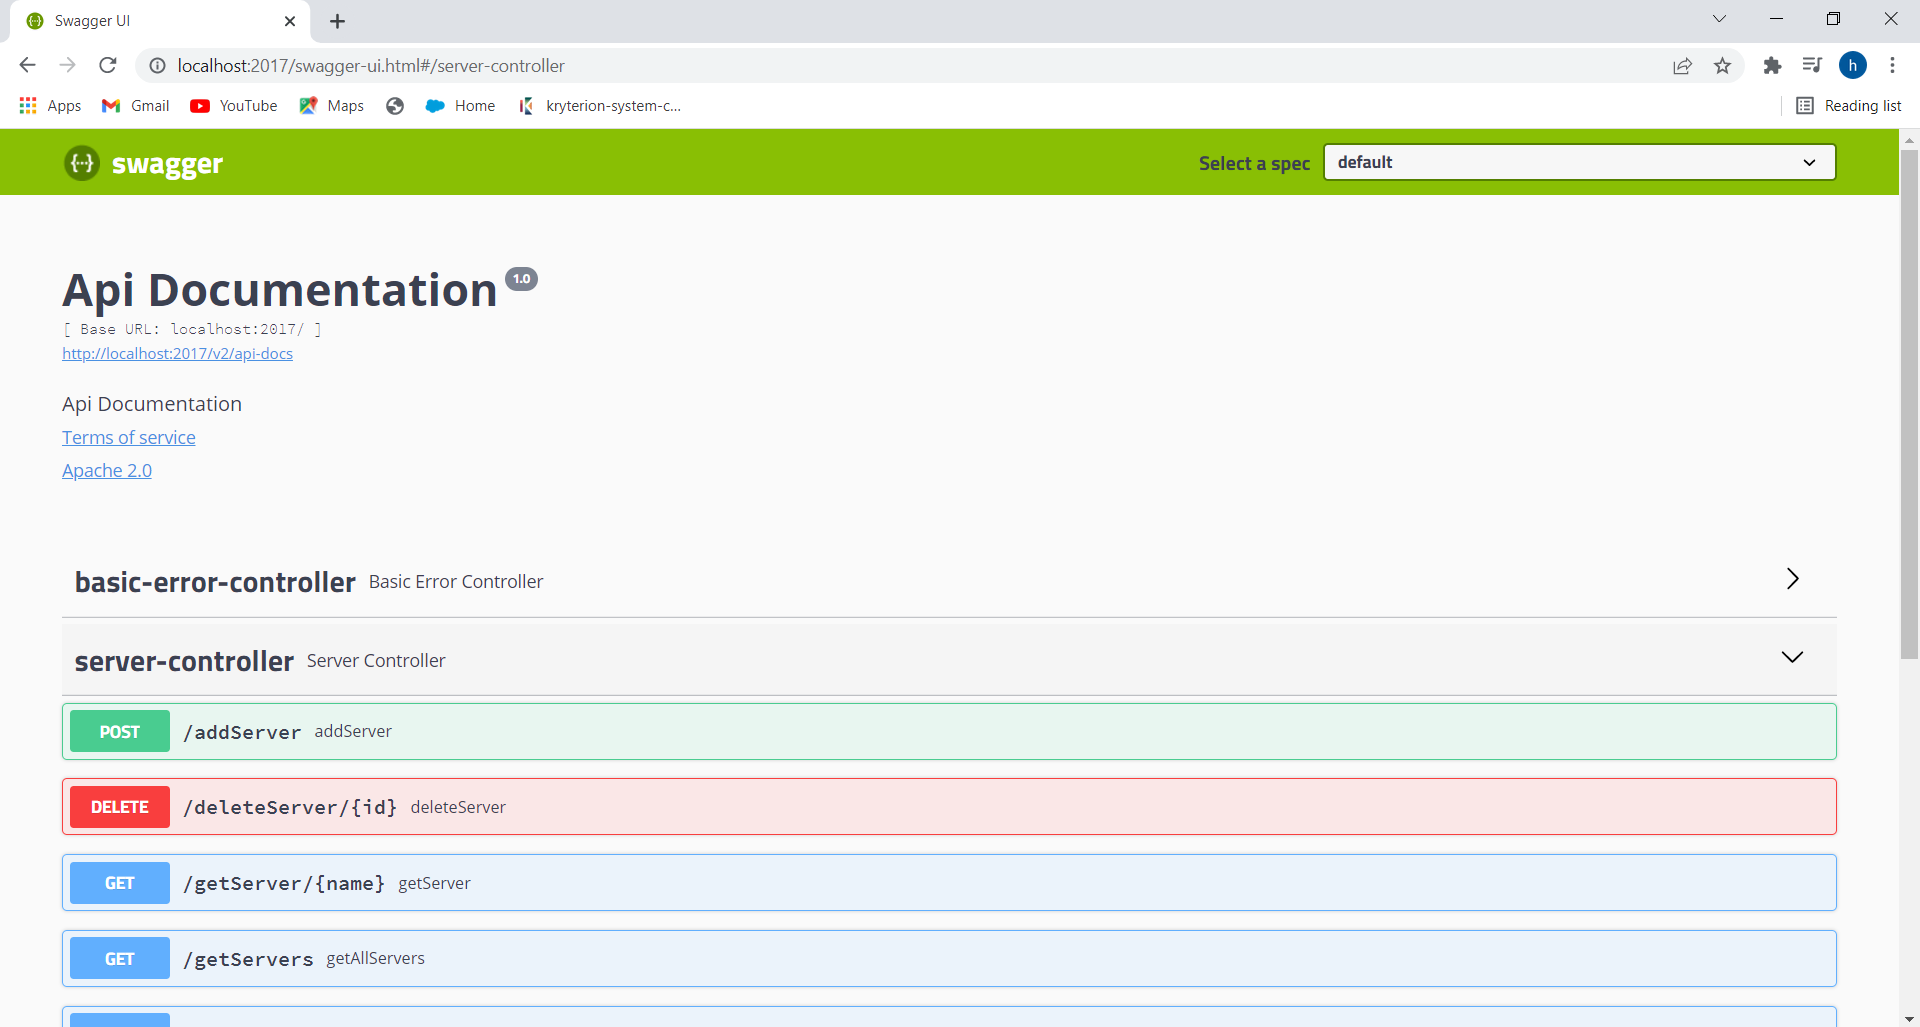 Swagger UI
localhost:2017/swagger-ui.html#/server-controller
h
Apps Gmail YouTube Maps Home kryterion-system-c... Reading list
{···} swagger Select a spec default
Api Documentation 1.0
[ Base URL: localhost:2017/ ]
http://localhost:2017/v2/api-docs
Api Documentation
Terms of service
Apache 2.0
basic-error-controller Basic Error Controller
server-controller Server Controller
POST /addServer addServer
DELETE /deleteServer/{id} deleteServer
GET /getServer/{name} getServer
GET /getServers getAllServers